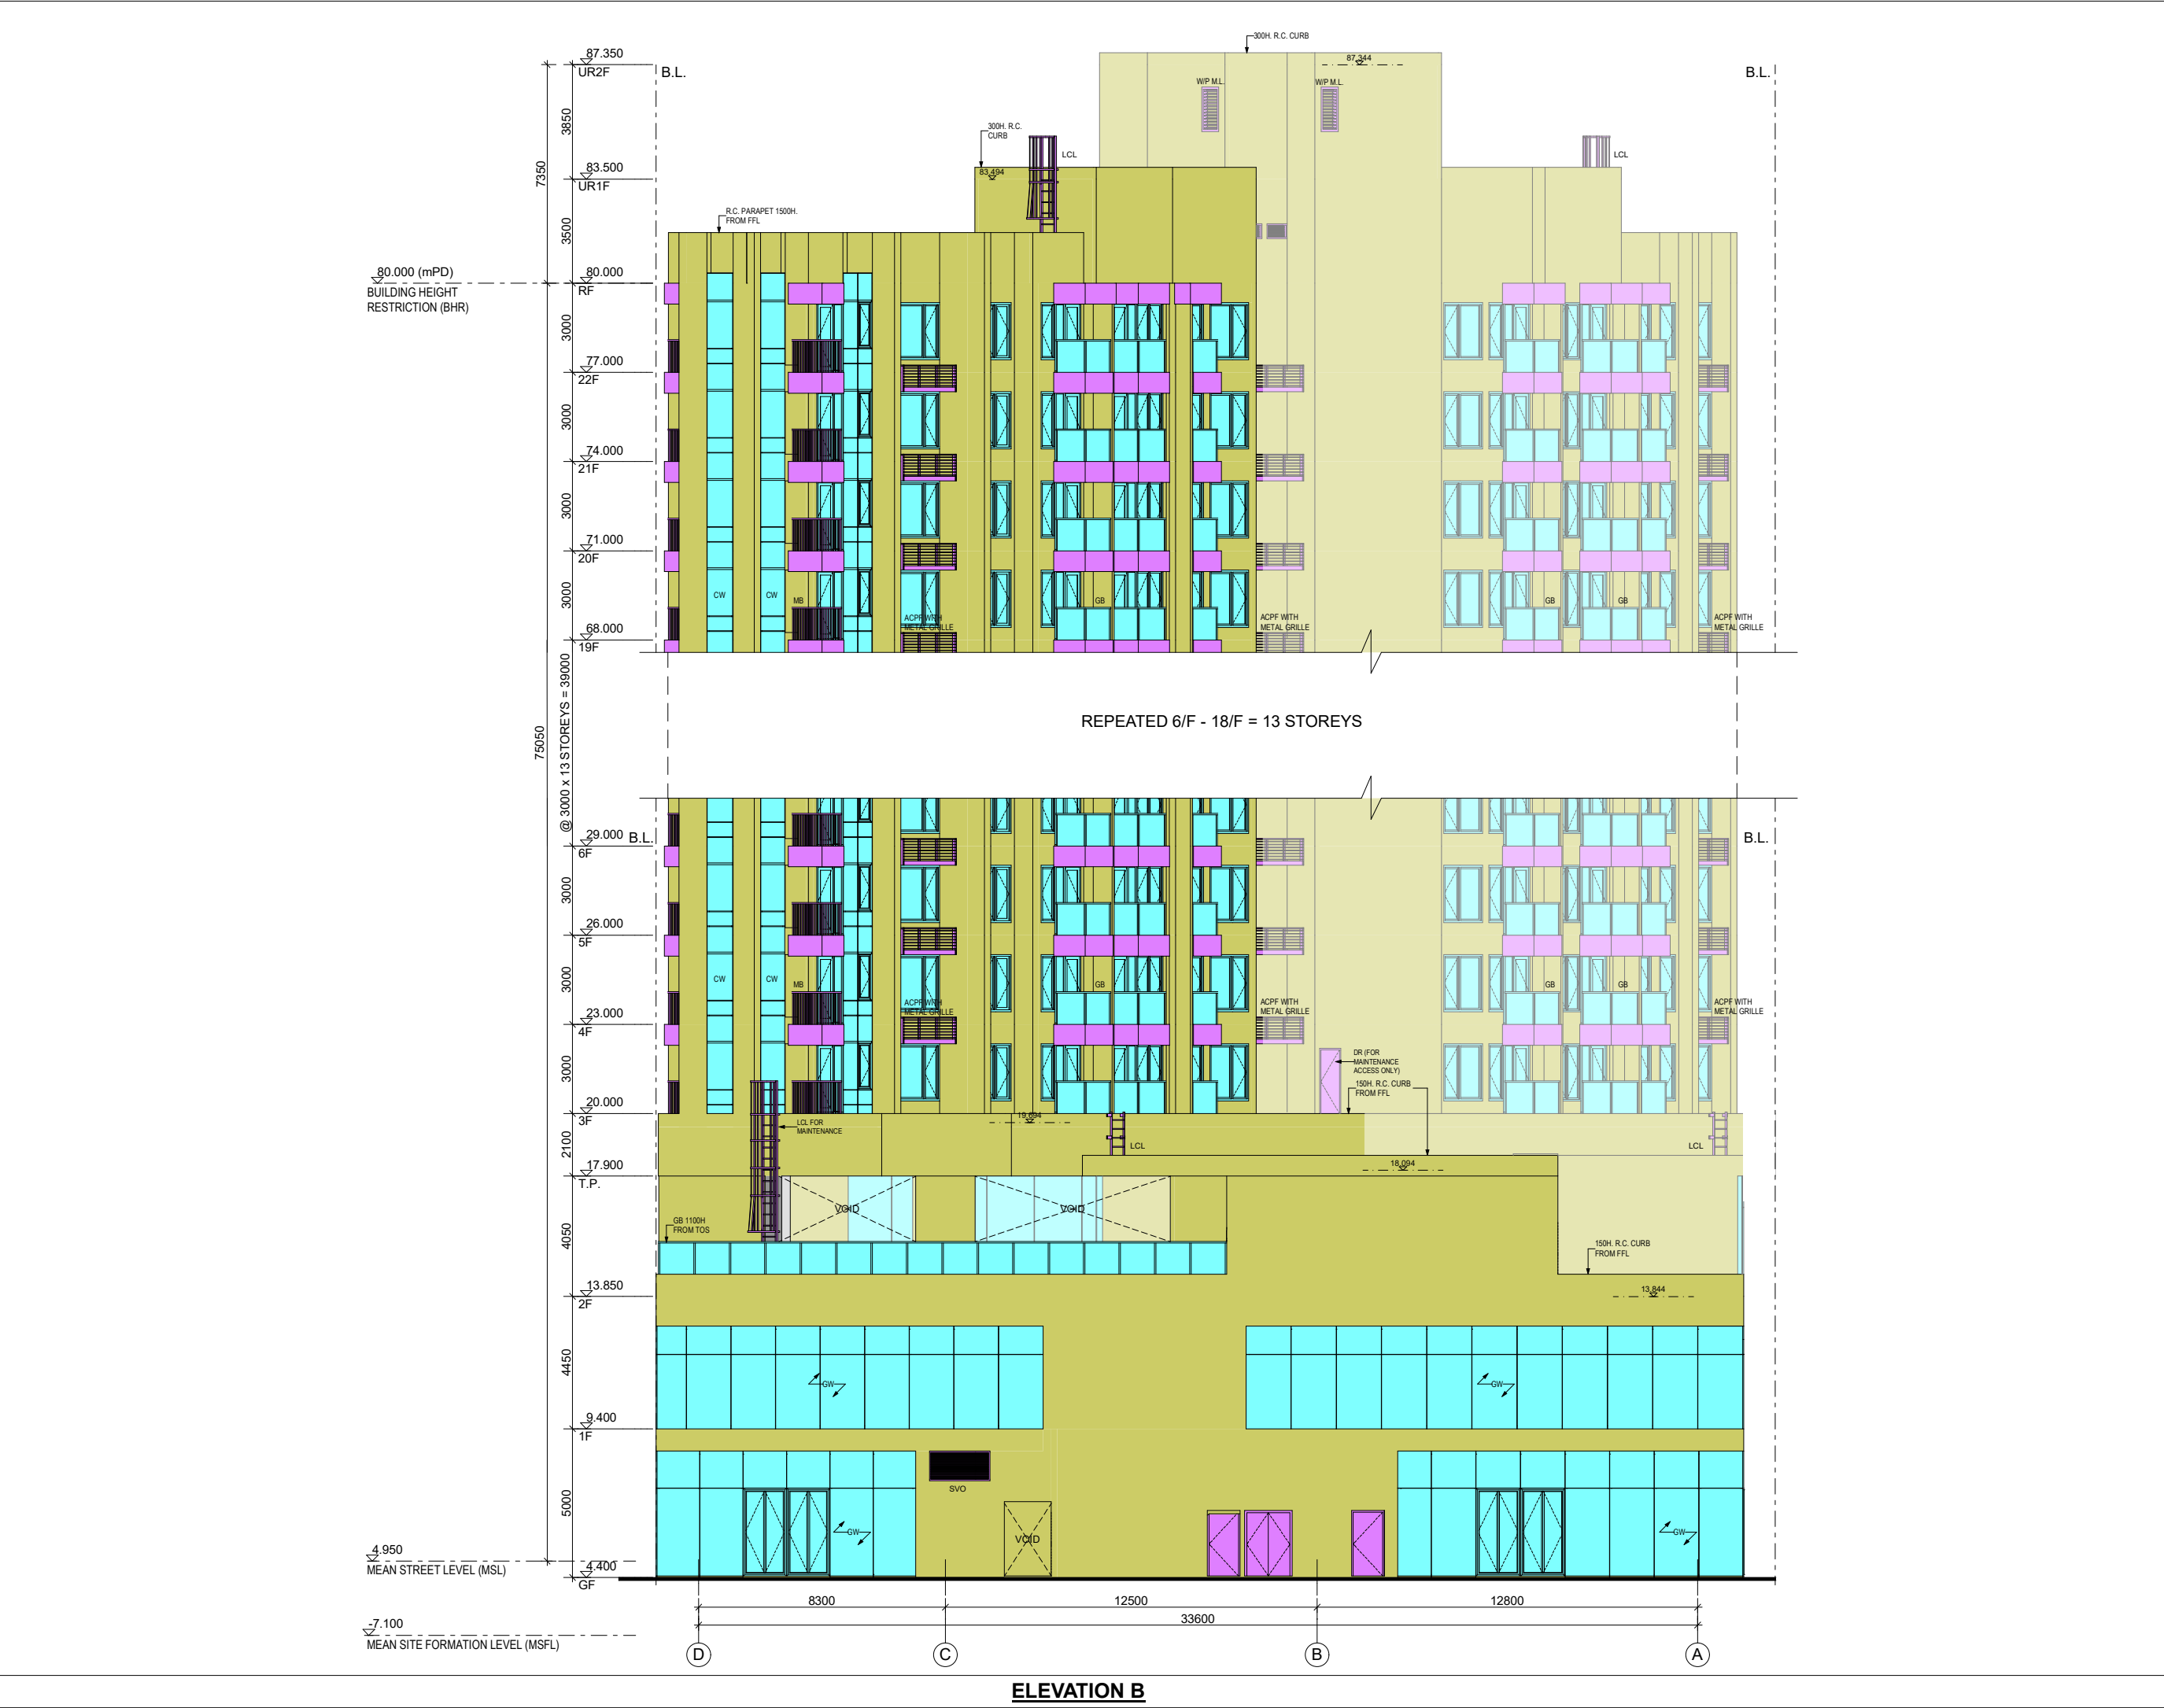 300H. R.C. CURB
87.350
UR2F
B.L.
87.344
B.L.
W/P M.L.
W/P M.L.
3850
300H. R.C.
CURB
LCL
LCL
83.500
UR1F
83.494
7350
R.C. PARAPET 1500H.
FROM FFL
3500
80.000 (mPD)
BUILDING HEIGHT
RESTRICTION (BHR)
80.000
RF
3000
77.000
22F
3000
74.000
21F
3000
71.000
20F
3000
CW
CW
MB
GB
GB
GB
ACPF WITH
METAL GRILLE
ACPF WITH
METAL GRILLE
ACPF WITH
METAL GRILLE
68.000
19F
@ 3000 x 13 STOREYS = 39000
75050
REPEATED 6/F - 18/F = 13 STOREYS
29.000
6F
B.L.
B.L.
3000
26.000
5F
3000
CW
CW
MB
GB
GB
GB
ACPF WITH
METAL GRILLE
ACPF WITH
METAL GRILLE
ACPF WITH
METAL GRILLE
23.000
4F
3000
DR (FOR
MAINTENANCE
ACCESS ONLY)
150H. R.C. CURB
FROM FFL
20.000
3F
19.694
LCL FOR
MAINTENANCE
2100
LCL
LCL
17.900
T.P.
18.094
VOID
VOID
GB 1100H
FROM TOS
4050
150H. R.C. CURB
FROM FFL
13.850
2F
13.844
4450
GW
GW
9.400
1F
SVO
5000
GW
VOID
GW
4.950
MEAN STREET LEVEL (MSL)
4.400
GF
8300
12500
12800
33600
-7.100
MEAN SITE FORMATION LEVEL (MSFL)
D
C
B
A
ELEVATION B